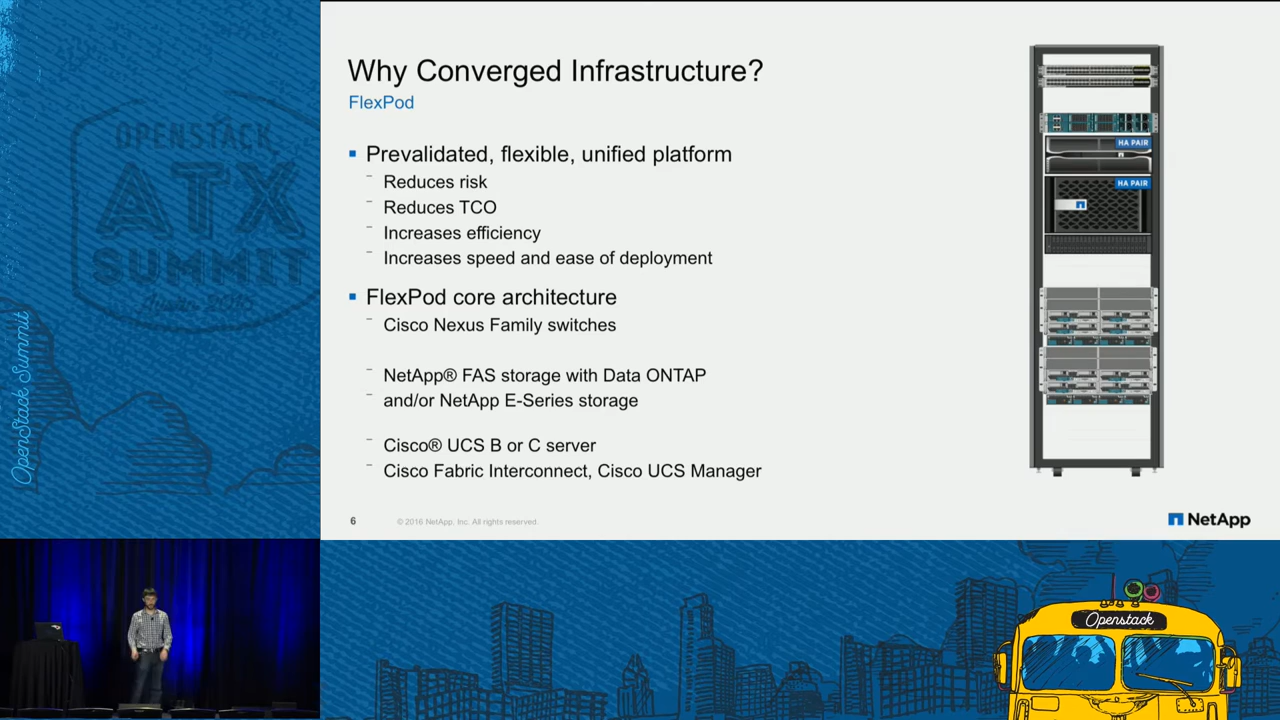 OPENSTACK
ATX
SUMMIT
Austin 2016
OpenStack Summit
Why Converged Infrastructure?
FlexPod
Prevalidated, flexible, unified platform
Reduces risk
Reduces TCO
Increases efficiency
Increases speed and ease of deployment
FlexPod core architecture
Cisco Nexus Family switches
NetApp® FAS storage with Data ONTAP
and/or NetApp E-Series storage
Cisco® UCS B or C server
Cisco Fabric Interconnect, Cisco UCS Manager
HA PAIR
HA PAIR
6
© 2016 NetApp, Inc. All rights reserved.
NetApp
Openstack